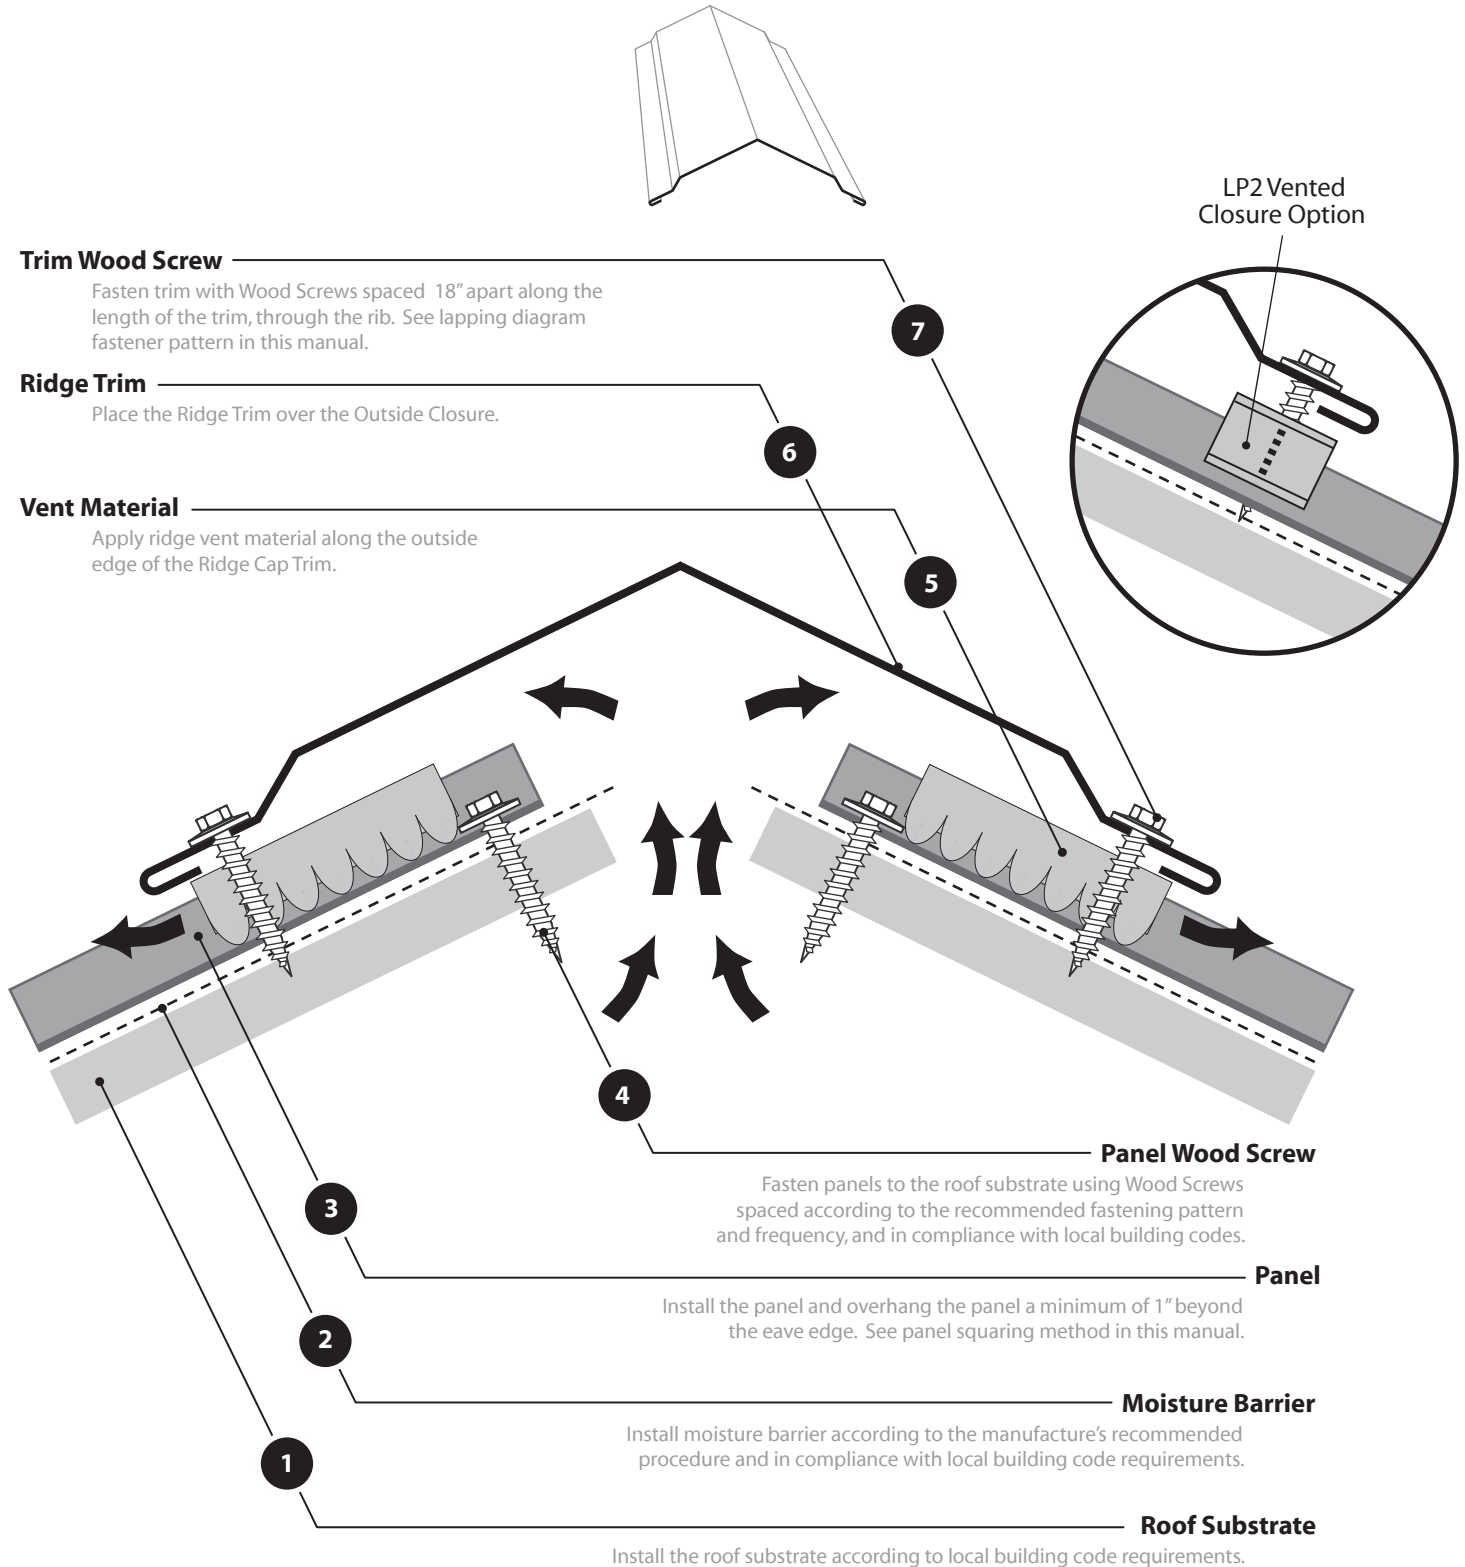 LP2 Vented
Closure Option
Trim Wood Screw
Fasten trim with Wood Screws spaced 18" apart along the
length of the trim, through the rib. See lapping diagram
fastener pattern in this manual.
7
Ridge Trim
Place the Ridge Trim over the Outside Closure.
6
Vent Material
Apply ridge vent material along the outside
edge of the Ridge Cap Trim.
5
4
Panel Wood Screw
Fasten panels to the roof substrate using Wood Screws
spaced according to the recommended fastening pattern
and frequency, and in compliance with local building codes.
3
Panel
Install the panel and overhang the panel a minimum of 1" beyond
the eave edge. See panel squaring method in this manual.
2
Moisture Barrier
Install moisture barrier according to the manufacture's recommended
procedure and in compliance with local building code requirements.
1
Roof Substrate
Install the roof substrate according to local building code requirements.